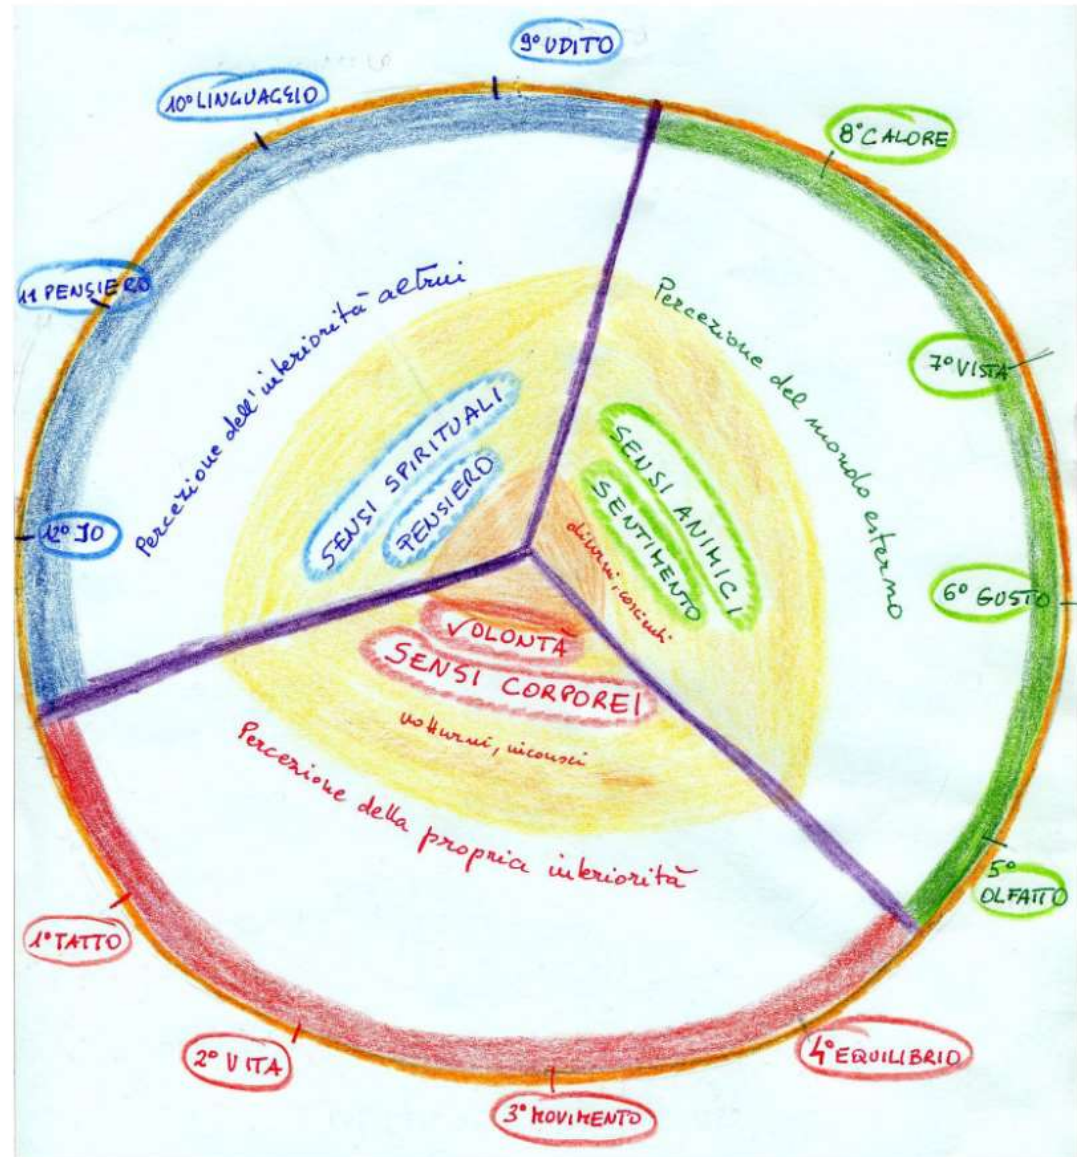 9° UDITO
10° LINGUAGGIO
8° CALORE
11 PENSIERO
7° VISTA
12° IO
6° GUSTO
5°
OLFATTO
1° TATTO
2° VITA
3° MOVIMENTO
4° EQUILIBRIO
Percezione dell'interiorità altrui
SENSI SPIRITUALI
PENSIERO
Percezione del mondo esterno
SENSI ANIMICI
SENTIMENTO
diurni, coscienti
VOLONTÀ
SENSI CORPOREI
notturni, inconsci
Percezione della propria interiorità